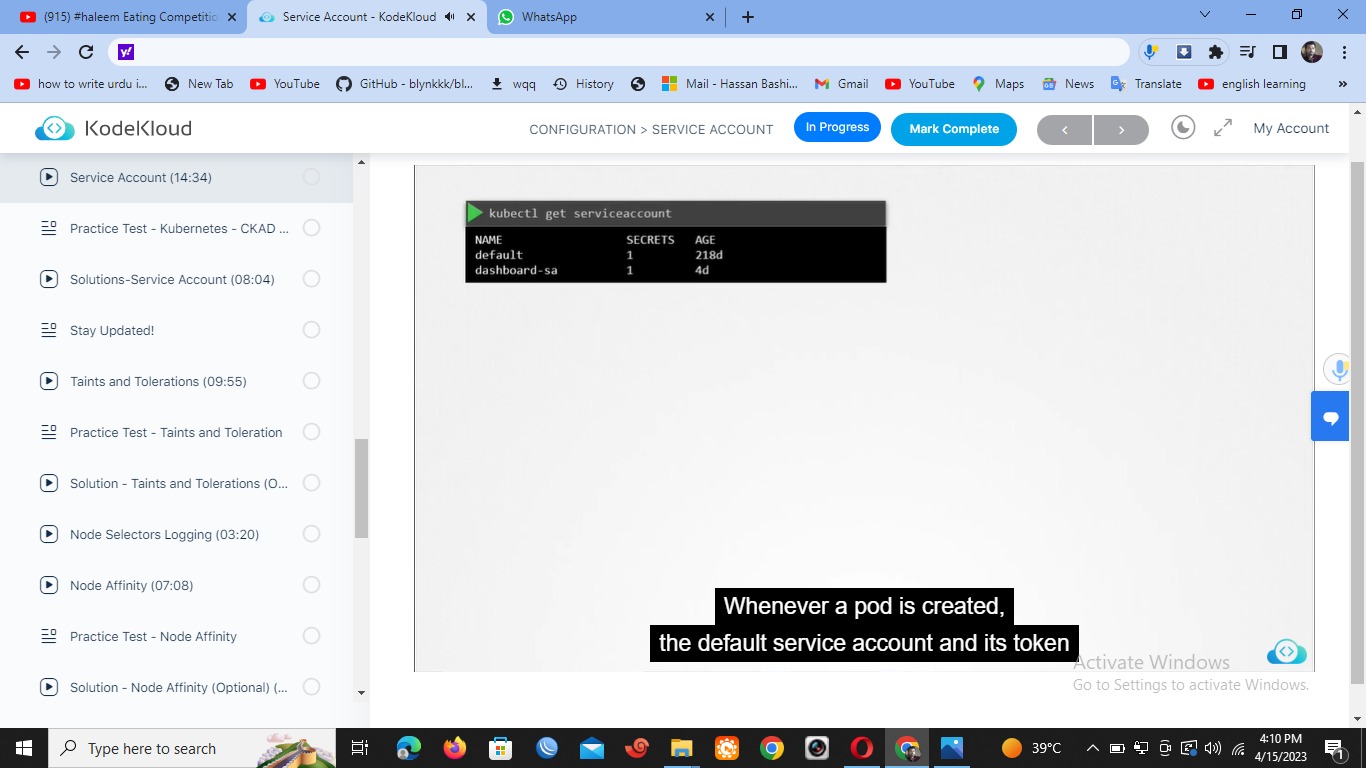 (915) #haleem Eating Competitio
Service Account - KodeKloud
WhatsApp
how to write urdu i...
New Tab
YouTube
GitHub - blynkkk/bl...
wqq
History
Mail - Hassan Bashi...
Gmail
YouTube
Maps
News
Translate
english learning
»
KodeKloud
CONFIGURATION > SERVICE ACCOUNT
In Progress
Mark Complete
My Account
Service Account (14:34)
Practice Test - Kubernetes - CKAD ...
Solutions-Service Account (08:04)
Stay Updated!
Taints and Tolerations (09:55)
Practice Test - Taints and Toleration
Solution - Taints and Tolerations (O...
Node Selectors Logging (03:20)
Node Affinity (07:08)
Practice Test - Node Affinity
Solution - Node Affinity (Optional) (...
kubectl get serviceaccount
NAME SECRETS AGE
default 1 218d
dashboard-sa 1 4d
Whenever a pod is created,
the default service account and its token
Activate Windows
Go to Settings to activate Windows.
Type here to search
39°C
4:10 PM
4/15/2023
1